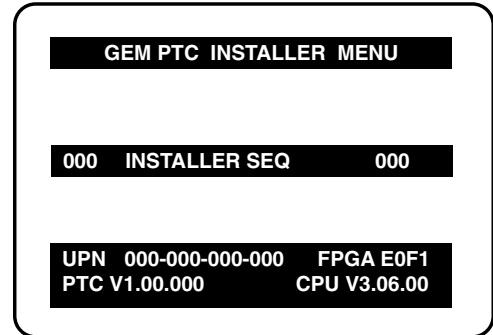 GEM PTC INSTALLER MENU
000 INSTALLER SEQ 000
UPN 000-000-000-000 FPGA E0F1
PTC V1.00.000 CPU V3.06.00